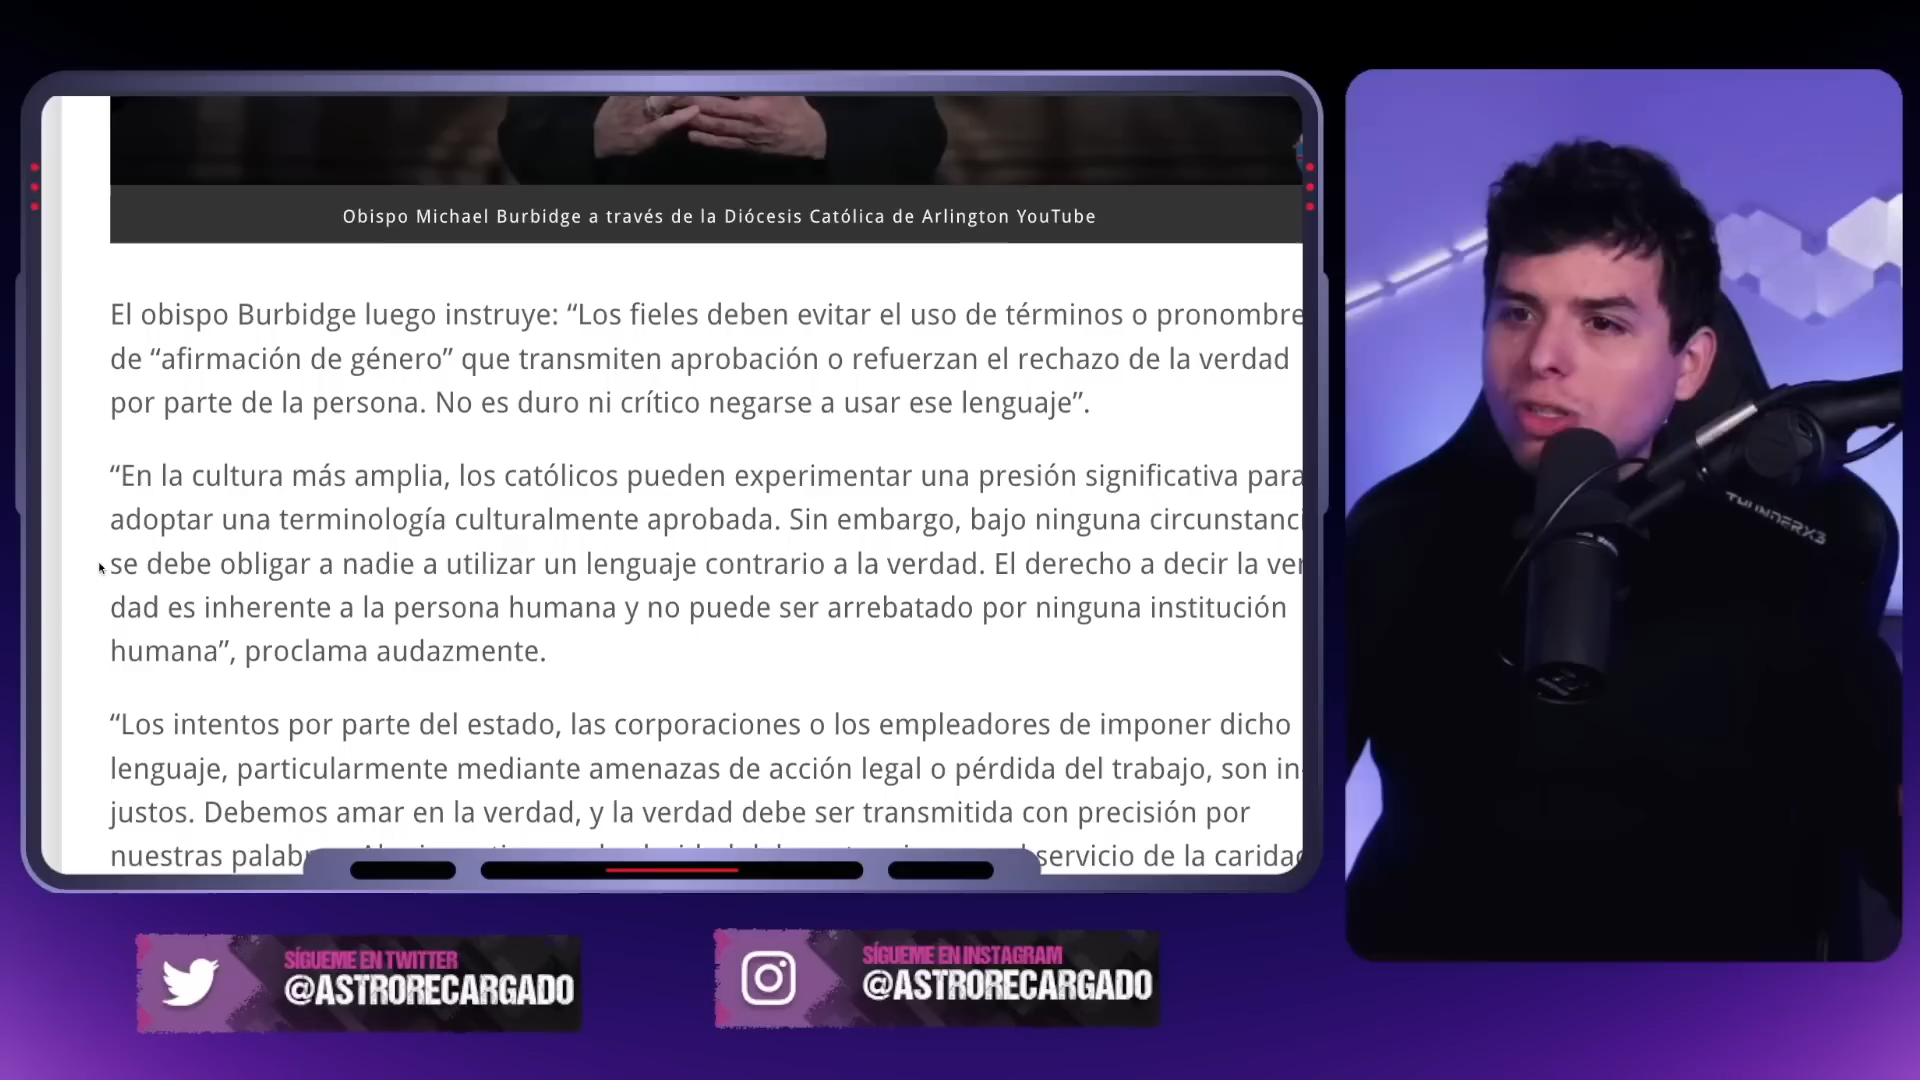 Obispo Michael Burbidge a través de la Diócesis Católica de Arlington YouTube
El obispo Burbidge luego instruye: “Los fieles deben evitar el uso de términos o pronombre
de “afirmación de género” que transmiten aprobación o refuerzan el rechazo de la verdad
por parte de la persona. No es duro ni crítico negarse a usar ese lenguaje”.
“En la cultura más amplia, los católicos pueden experimentar una presión significativa para
adoptar una terminología culturalmente aprobada. Sin embargo, bajo ninguna circunstanci
se debe obligar a nadie a utilizar un lenguaje contrario a la verdad. El derecho a decir la ver
dad es inherente a la persona humana y no puede ser arrebatado por ninguna institución
humana”, proclama audazmente.
“Los intentos por parte del estado, las corporaciones o los empleadores de imponer dicho
lenguaje, particularmente mediante amenazas de acción legal o pérdida del trabajo, son in-
justos. Debemos amar en la verdad, y la verdad debe ser transmitida con precisión por
nuestras palab servicio de la caridad
THUNDERX3
SÍGUEME EN TWITTER
@ASTRORECARGADO
SÍGUEME EN INSTAGRAM
@ASTRORECARGADO